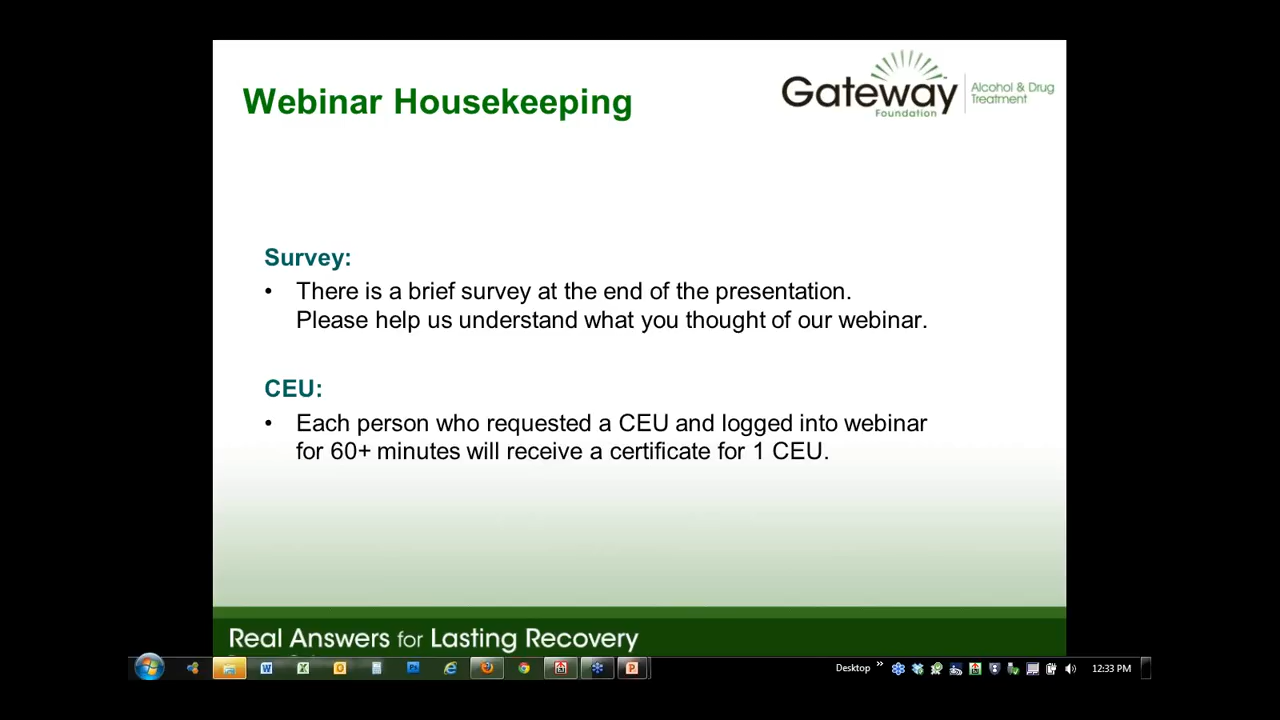 Webinar Housekeeping
Gateway
Foundation
Alcohol & Drug
Treatment
Survey:
• There is a brief survey at the end of the presentation.
Please help us understand what you thought of our webinar.
CEU:
• Each person who requested a CEU and logged into webinar
for 60+ minutes will receive a certificate for 1 CEU.
Real Answers for Lasting Recovery
Desktop
12:33 PM